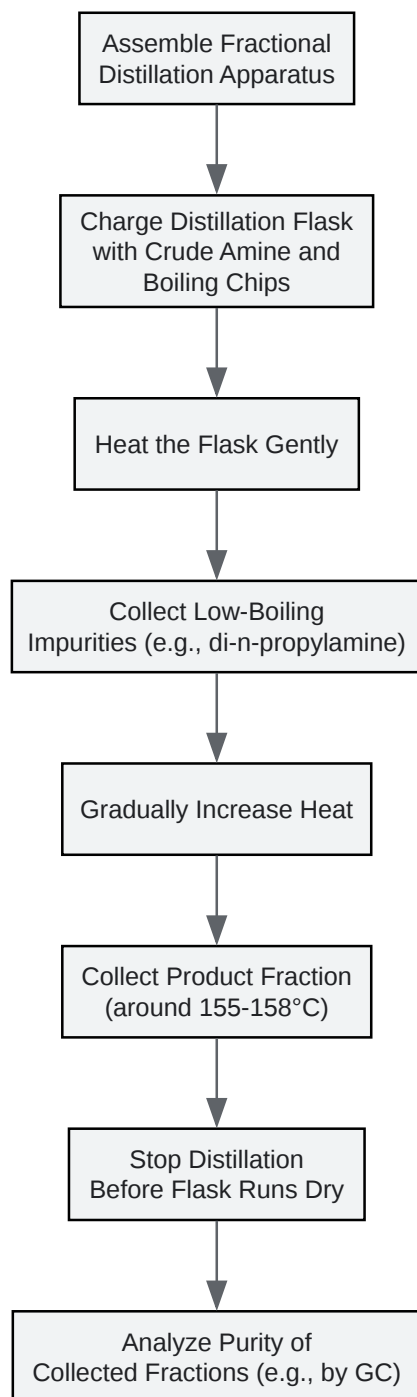 Assemble Fractional
Distillation Apparatus
Charge Distillation Flask
with Crude Amine and
Boiling Chips
Heat the Flask Gently
Collect Low-Boiling
Impurities (e.g., di-n-propylamine)
Gradually Increase Heat
Collect Product Fraction
(around 155-158°C)
Stop Distillation
Before Flask Runs Dry
Analyze Purity of
Collected Fractions (e.g., by GC)